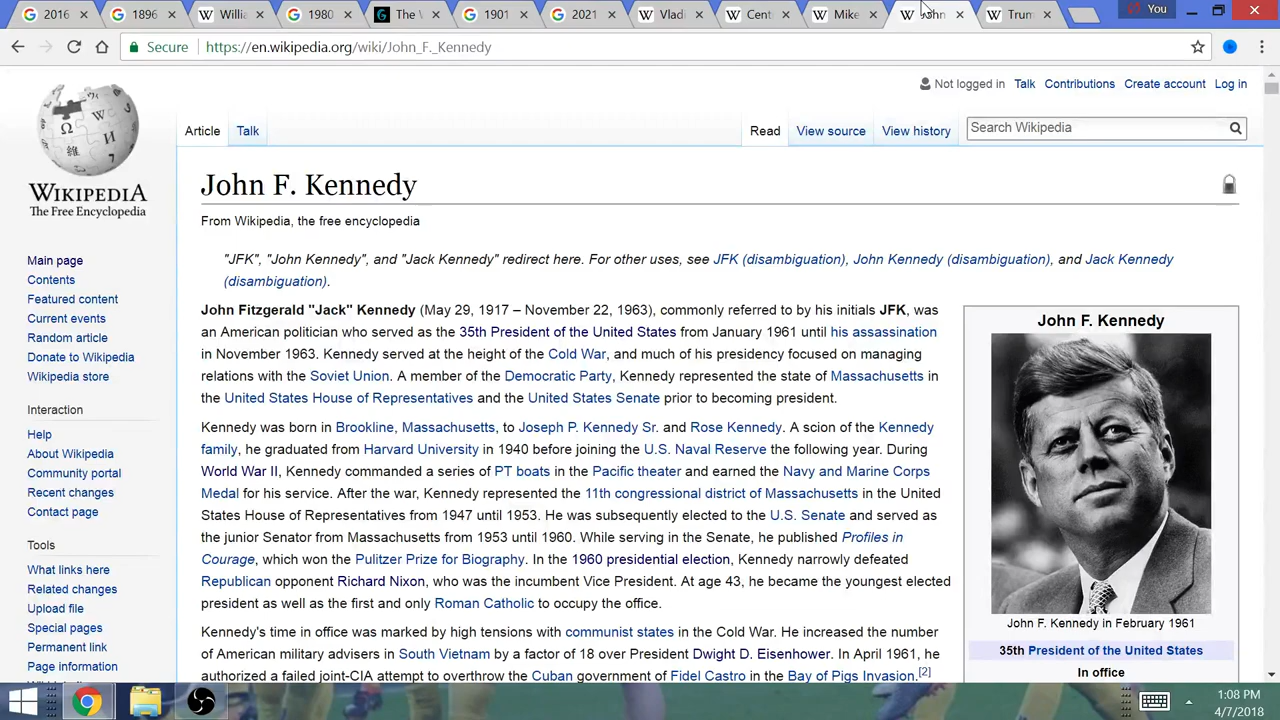 2016
1896
Willia
1980
The V
1901
2021
Vladi
Cent
Mike
John
Trum
You
Secure https://en.wikipedia.org/wiki/John_F._Kennedy
Not logged in Talk Contributions Create account Log in
Article Talk Read View source View history Search Wikipedia
WIKIPEDIA
The Free Encyclopedia
Main page
Contents
Featured content
Current events
Random article
Donate to Wikipedia
Wikipedia store
Interaction
Help
About Wikipedia
Community portal
Recent changes
Contact page
Tools
What links here
Related changes
Upload file
Special pages
Permanent link
Page information
John F. Kennedy
From Wikipedia, the free encyclopedia
"JFK", "John Kennedy", and "Jack Kennedy" redirect here. For other uses, see JFK (disambiguation), John Kennedy (disambiguation), and Jack Kennedy
(disambiguation).
John Fitzgerald "Jack" Kennedy (May 29, 1917 – November 22, 1963), commonly referred to by his initials JFK, was
an American politician who served as the 35th President of the United States from January 1961 until his assassination
in November 1963. Kennedy served at the height of the Cold War, and much of his presidency focused on managing
relations with the Soviet Union. A member of the Democratic Party, Kennedy represented the state of Massachusetts in
the United States House of Representatives and the United States Senate prior to becoming president.
Kennedy was born in Brookline, Massachusetts, to Joseph P. Kennedy Sr. and Rose Kennedy. A scion of the Kennedy
family, he graduated from Harvard University in 1940 before joining the U.S. Naval Reserve the following year. During
World War II, Kennedy commanded a series of PT boats in the Pacific theater and earned the Navy and Marine Corps
Medal for his service. After the war, Kennedy represented the 11th congressional district of Massachusetts in the United
States House of Representatives from 1947 until 1953. He was subsequently elected to the U.S. Senate and served as
the junior Senator from Massachusetts from 1953 until 1960. While serving in the Senate, he published Profiles in
Courage, which won the Pulitzer Prize for Biography. In the 1960 presidential election, Kennedy narrowly defeated
Republican opponent Richard Nixon, who was the incumbent Vice President. At age 43, he became the youngest elected
president as well as the first and only Roman Catholic to occupy the office.
Kennedy's time in office was marked by high tensions with communist states in the Cold War. He increased the number
of American military advisers in South Vietnam by a factor of 18 over President Dwight D. Eisenhower. In April 1961, he
authorized a failed joint-CIA attempt to overthrow the Cuban government of Fidel Castro in the Bay of Pigs Invasion.[2]
John F. Kennedy
John F. Kennedy in February 1961
35th President of the United States
In office
1:08 PM
4/7/2018